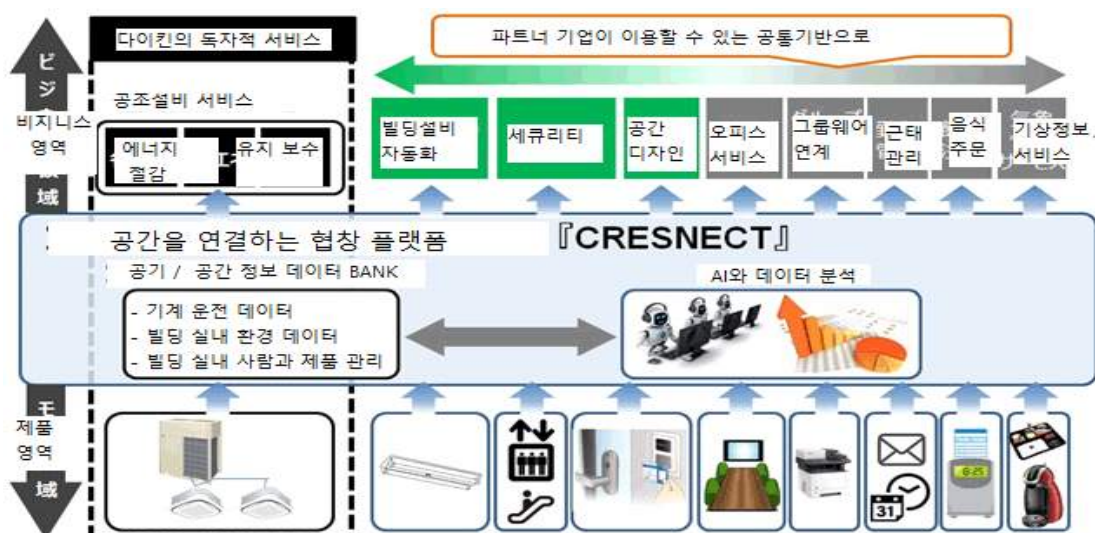 다이킨의 독자적 서비스
파트너 기업이 이용할 수 있는 공통기반으로
ビジ
비지니스
영역
域
공조설비 서비스
에너지
절감
유지 보수
빌딩설비
자동화
세큐리티
공간
디자인
오피스
서비스
그룹웨어
연계
근태
관리
음식
주문
기상정보
서비스
공간을 연결하는 협창 플랫폼 『CRESNECT』
공기 / 공간 정보 데이터 BANK
- 기계 운전 데이터
- 빌딩 실내 환경 데이터
- 빌딩 실내 사람과 제품 관리
AI와 데이터 분석
モ
제품
영역
域
31
8:25